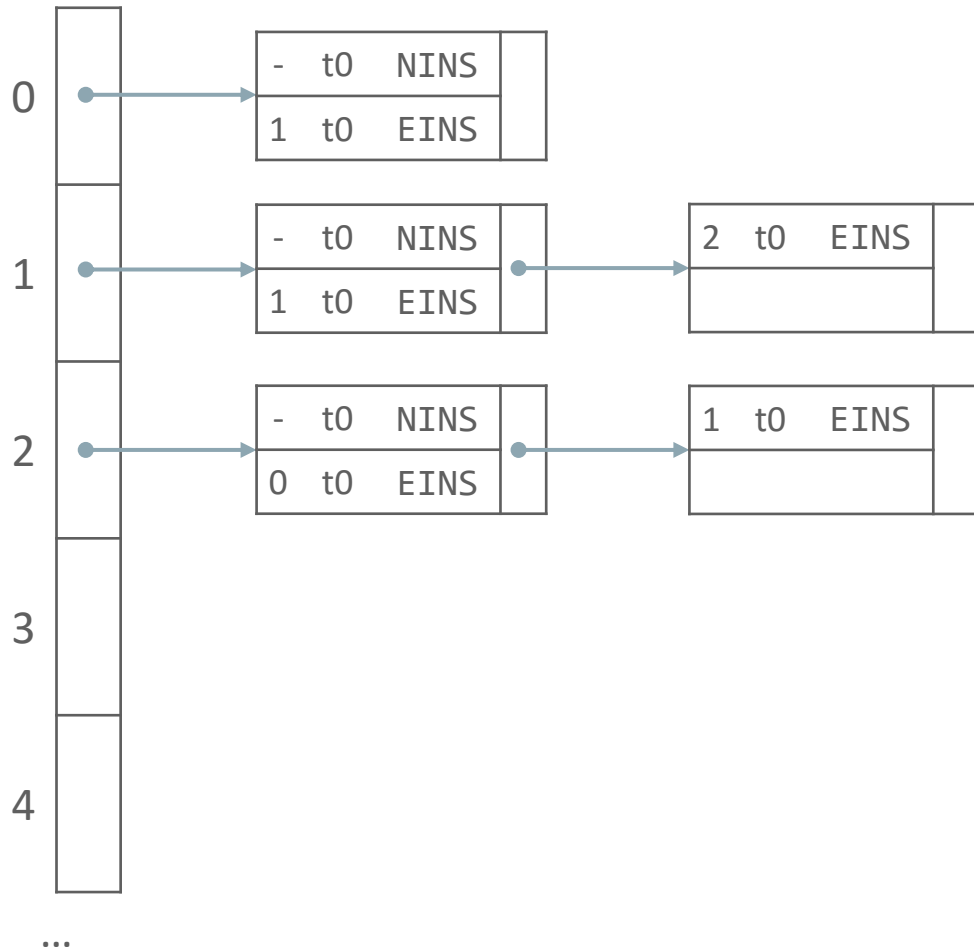 0
- t0 NINS
1 t0 EINS
1
- t0 NINS
1 t0 EINS
2 t0 EINS
2
- t0 NINS
0 t0 EINS
1 t0 EINS
3
4
...